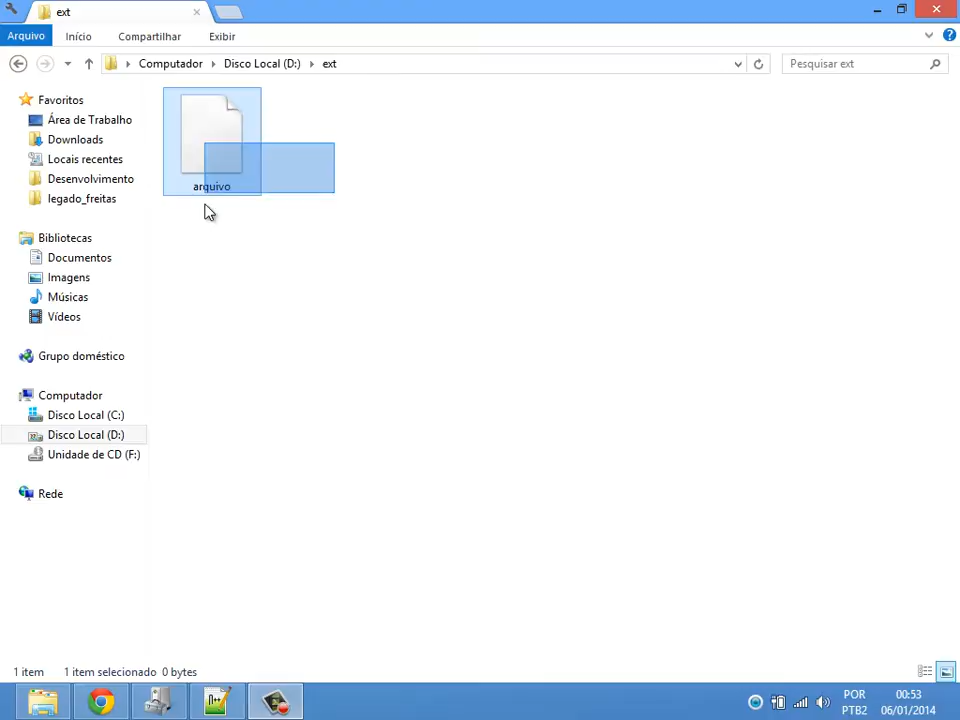 ext
Arquivo Início Compartilhar Exibir
Computador Disco Local (D:) ext
Pesquisar ext
Favoritos
Área de Trabalho
Downloads
Locais recentes
Desenvolvimento
legado_freitas
Bibliotecas
Documentos
Imagens
Músicas
Vídeos
Grupo doméstico
Computador
Disco Local (C:)
Disco Local (D:)
Unidade de CD (F:)
Rede
arquivo
1 item 1 item selecionado 0 bytes
POR
PTB2
00:53
06/01/2014